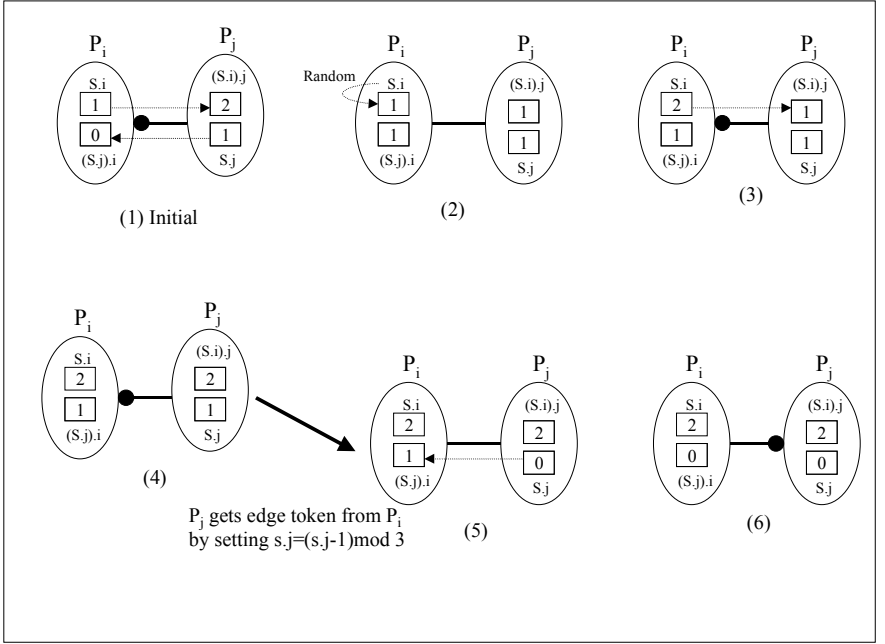 P_i P_j
S.i (S.i).j
1 2
0 1
(S.j).i S.j
(1) Initial
P_i P_j
Random
S.i (S.i).j
1 1
1 1
(S.j).i S.j
(2)
P_i P_j
S.i (S.i).j
2 1
1 1
(S.j).i S.j
(3)
P_i P_j
S.i (S.i).j
2 2
1 1
(S.j).i S.j
(4)
P_j gets edge token from P_i
by setting s.j=(s.j-1)mod 3
P_i P_j
S.i (S.i).j
2 2
1 0
(S.j).i S.j
(5)
P_i P_j
S.i (S.i).j
2 2
0 0
(S.j).i S.j
(6)